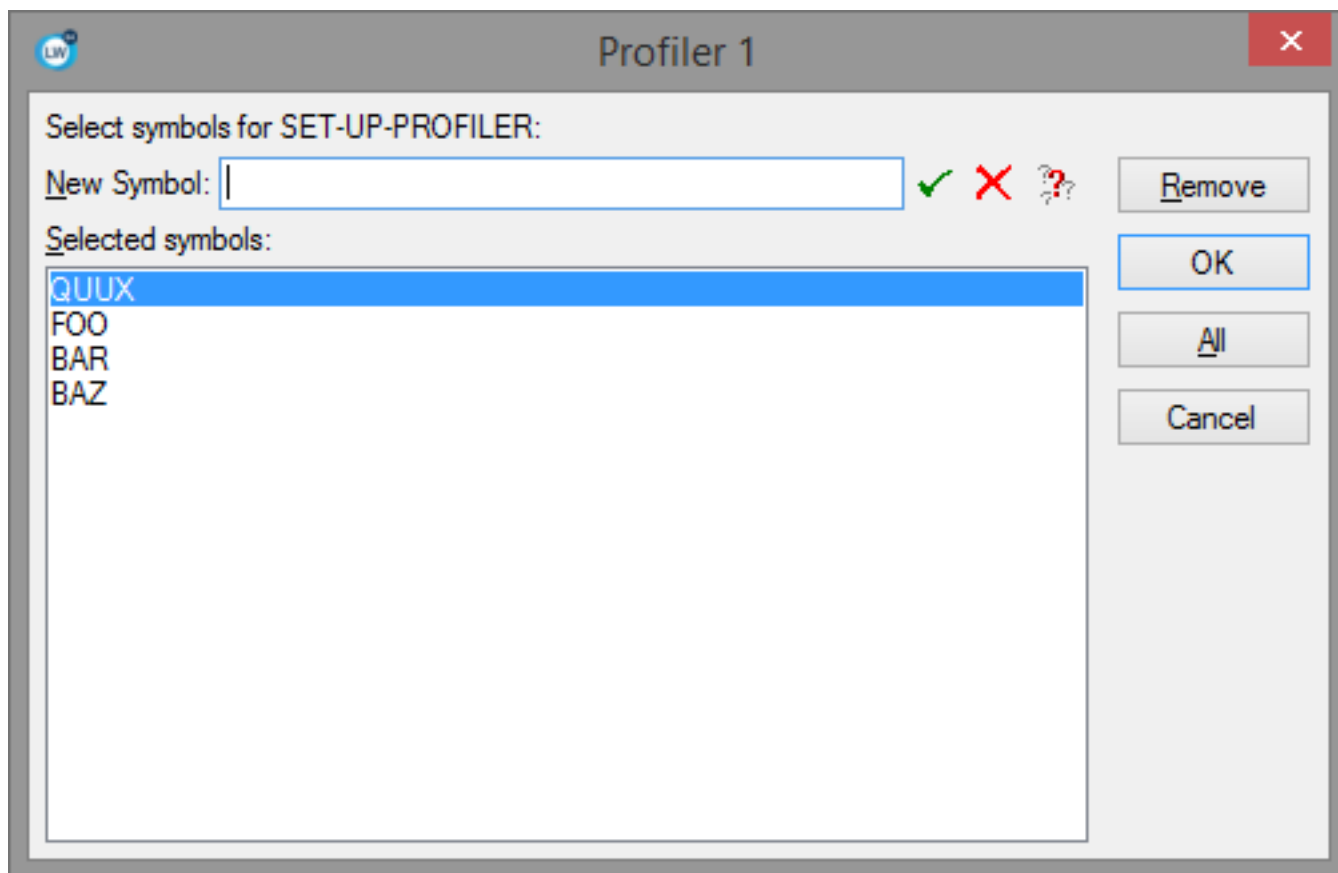 LW
Profiler 1
Select symbols for SET-UP-PROFILER:
New Symbol:
Remove
Selected symbols:
OK
QUUX
FOO
All
BAR
BAZ
Cancel